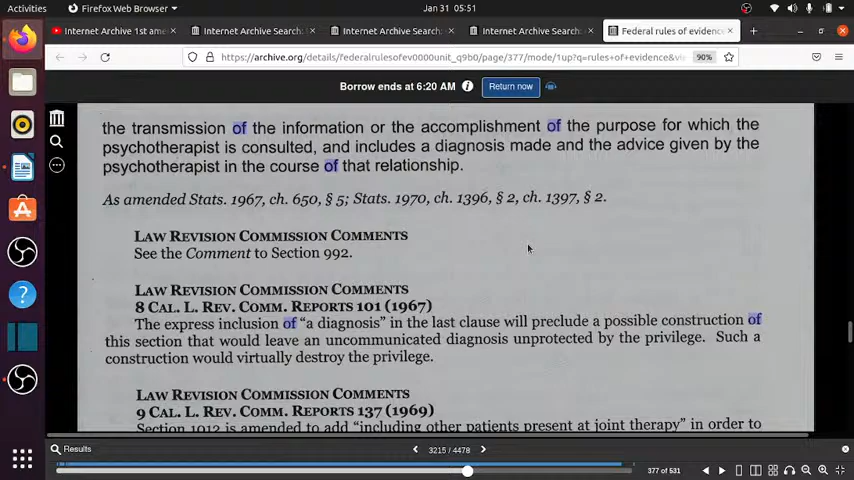 Activities Firefox Web Browser Jan 31 05:51
Internet Archive 1st ame Internet Archive Search: Internet Archive Search: Internet Archive Search: Federal rules of evidence
https://archive.org/details/federalrulesofev0000unit_q9b0/page/377/mode/1up?q=rules+of+evidence&vi 90%
Borrow ends at 6:20 AM Return now
the transmission of the information or the accomplishment of the purpose for which the
psychotherapist is consulted, and includes a diagnosis made and the advice given by the
psychotherapist in the course of that relationship.
As amended Stats. 1967, ch. 650, § 5; Stats. 1970, ch. 1396, § 2, ch. 1397, § 2.
LAW REVISION COMMISSION COMMENTS
See the Comment to Section 992.
LAW REVISION COMMISSION COMMENTS
8 CAL. L. REV. COMM. REPORTS 101 (1967)
The express inclusion of "a diagnosis" in the last clause will preclude a possible construction of
this section that would leave an uncommunicated diagnosis unprotected by the privilege. Such a
construction would virtually destroy the privilege.
LAW REVISION COMMISSION COMMENTS
9 CAL. L. REV. COMM. REPORTS 137 (1969)
Section 1012 is amended to add "including other patients present at joint therapy" in order to
Results 3215 / 4478
377 of 531